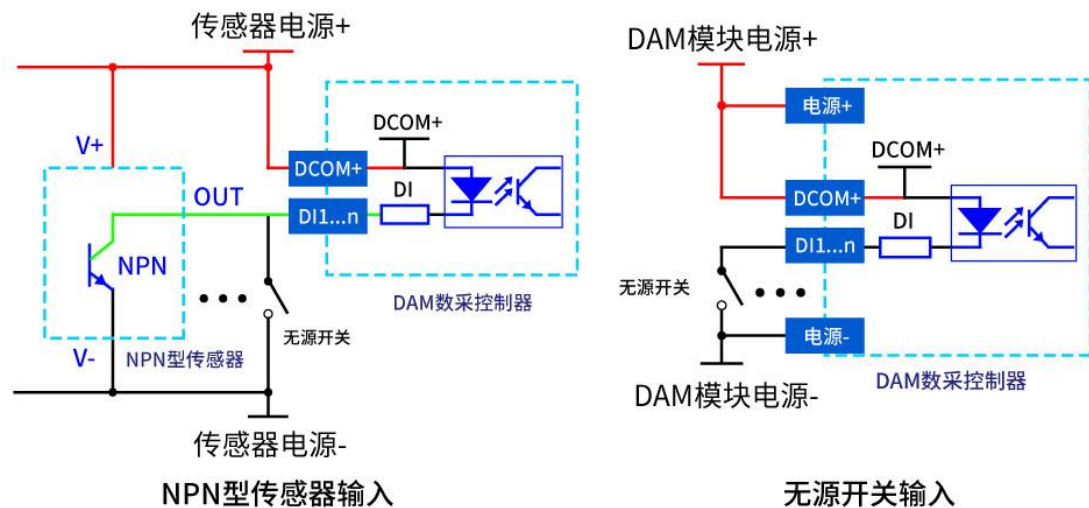 传感器电源+
V+
DCOM+
DCOM+
DI
OUT
DI1...n
NPN
无源开关
DAM数采控制器
V-
NPN型传感器
传感器电源-
NPN型传感器输入
DAM模块电源+
电源+
DCOM+
DCOM+
DI
DI1...n
无源开关
电源-
DAM数采控制器
DAM模块电源-
无源开关输入